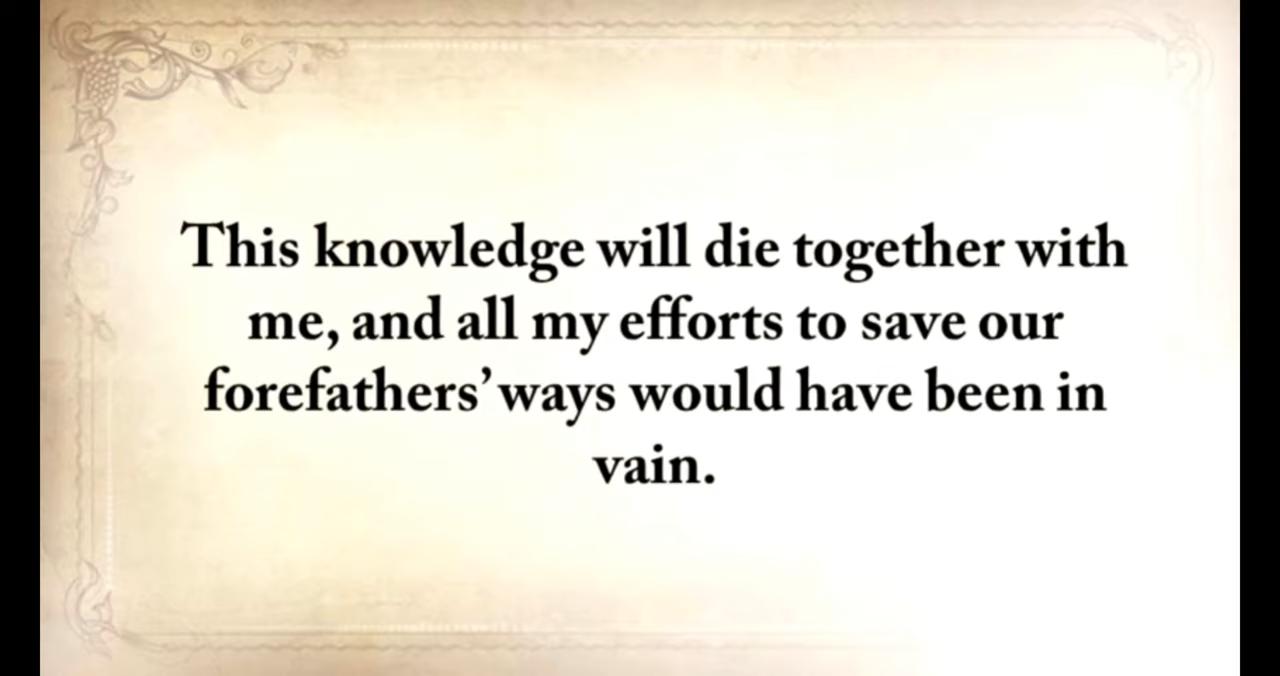 This knowledge will die together with
me, and all my efforts to save our
forefathers’ ways would have been in
vain.